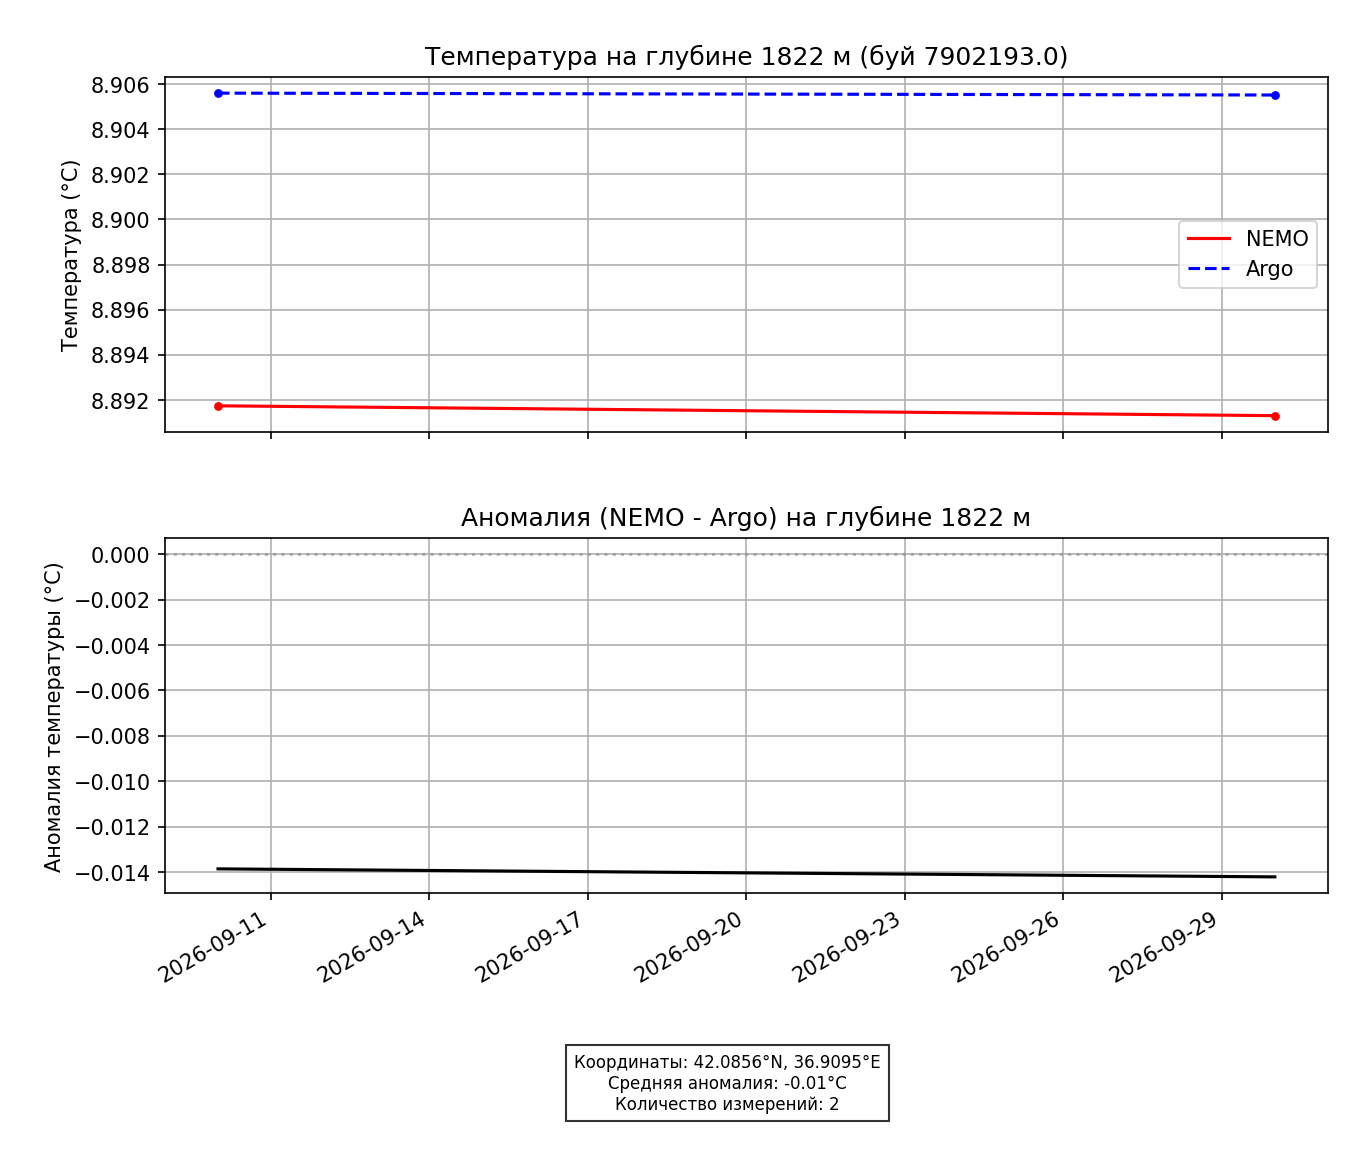 Температура на глубине 1822 м (буй 7902193.0)
Температура (°C)
8.906
8.904
8.902
8.900
8.898
8.896
8.894
8.892
NEMO
Argo
Аномалия (NEMO - Argo) на глубине 1822 м
Аномалия температуры (°C)
0.000
−0.002
−0.004
−0.006
−0.008
−0.010
−0.012
−0.014
2026-09-11
2026-09-14
2026-09-17
2026-09-20
2026-09-23
2026-09-26
2026-09-29
Координаты: 42.0856°N, 36.9095°E
Средняя аномалия: -0.01°C
Количество измерений: 2